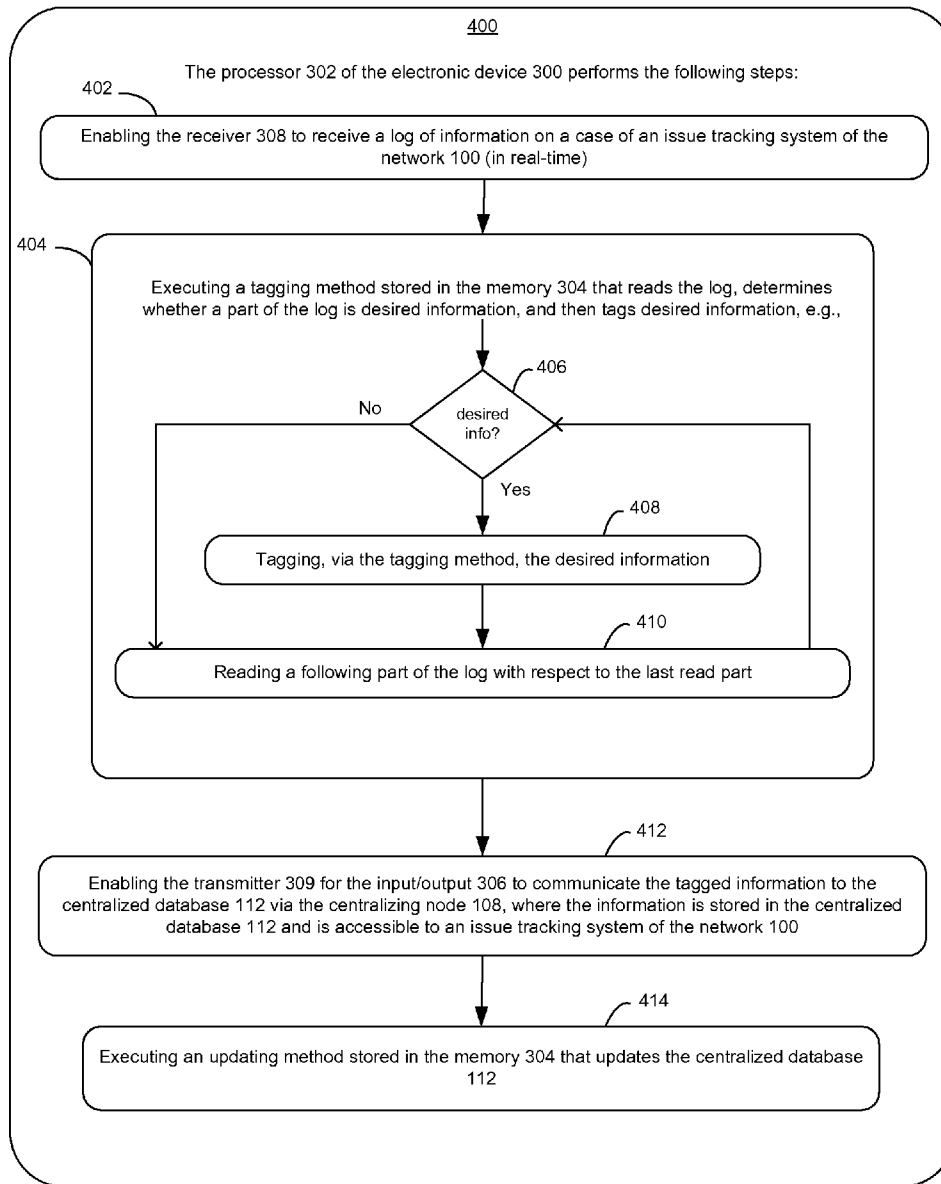 400
The processor 302 of the electronic device 300 performs the following steps:
402
Enabling the receiver 308 to receive a log of information on a case of an issue tracking system of the
network 100 (in real-time)
404
Executing a tagging method stored in the memory 304 that reads the log, determines
whether a part of the log is desired information, and then tags desired information, e.g.,
406
No
desired
info?
Yes
408
Tagging, via the tagging method, the desired information
410
Reading a following part of the log with respect to the last read part
412
Enabling the transmitter 309 for the input/output 306 to communicate the tagged information to the
centralized database 112 via the centralizing node 108, where the information is stored in the centralized
database 112 and is accessible to an issue tracking system of the network 100
414
Executing an updating method stored in the memory 304 that updates the centralized database
112